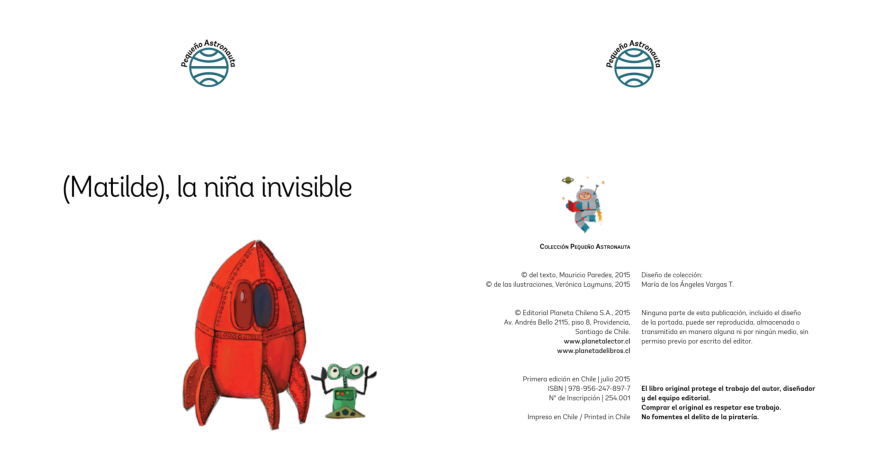 Pequeño Astronauta
(Matilde), la niña invisible
Pequeño Astronauta
Colección Pequeño Astronauta
© del texto, Mauricio Paredes, 2015
© de las ilustraciones, Verónica Laymuns, 2015
Diseño de colección:
María de los Ángeles Vargas T.
© Editorial Planeta Chilena S.A., 2015
Av. Andrés Bello 2115, piso 8, Providencia,
Santiago de Chile.
www.planetalector.cl
www.planetadelibros.cl
Ninguna parte de esta publicación, incluido el diseño
de la portada, puede ser reproducida, almacenada o
transmitida en manera alguna ni por ningún medio, sin
permiso previo por escrito del editor.
Primera edición en Chile | julio 2015
ISBN | 978-956-247-897-7
N° de Inscripción | 254.001
Impreso en Chile / Printed in Chile
El libro original protege el trabajo del autor, diseñador
y del equipo editorial.
Comprar el original es respetar ese trabajo.
No fomentes el delito de la piratería.